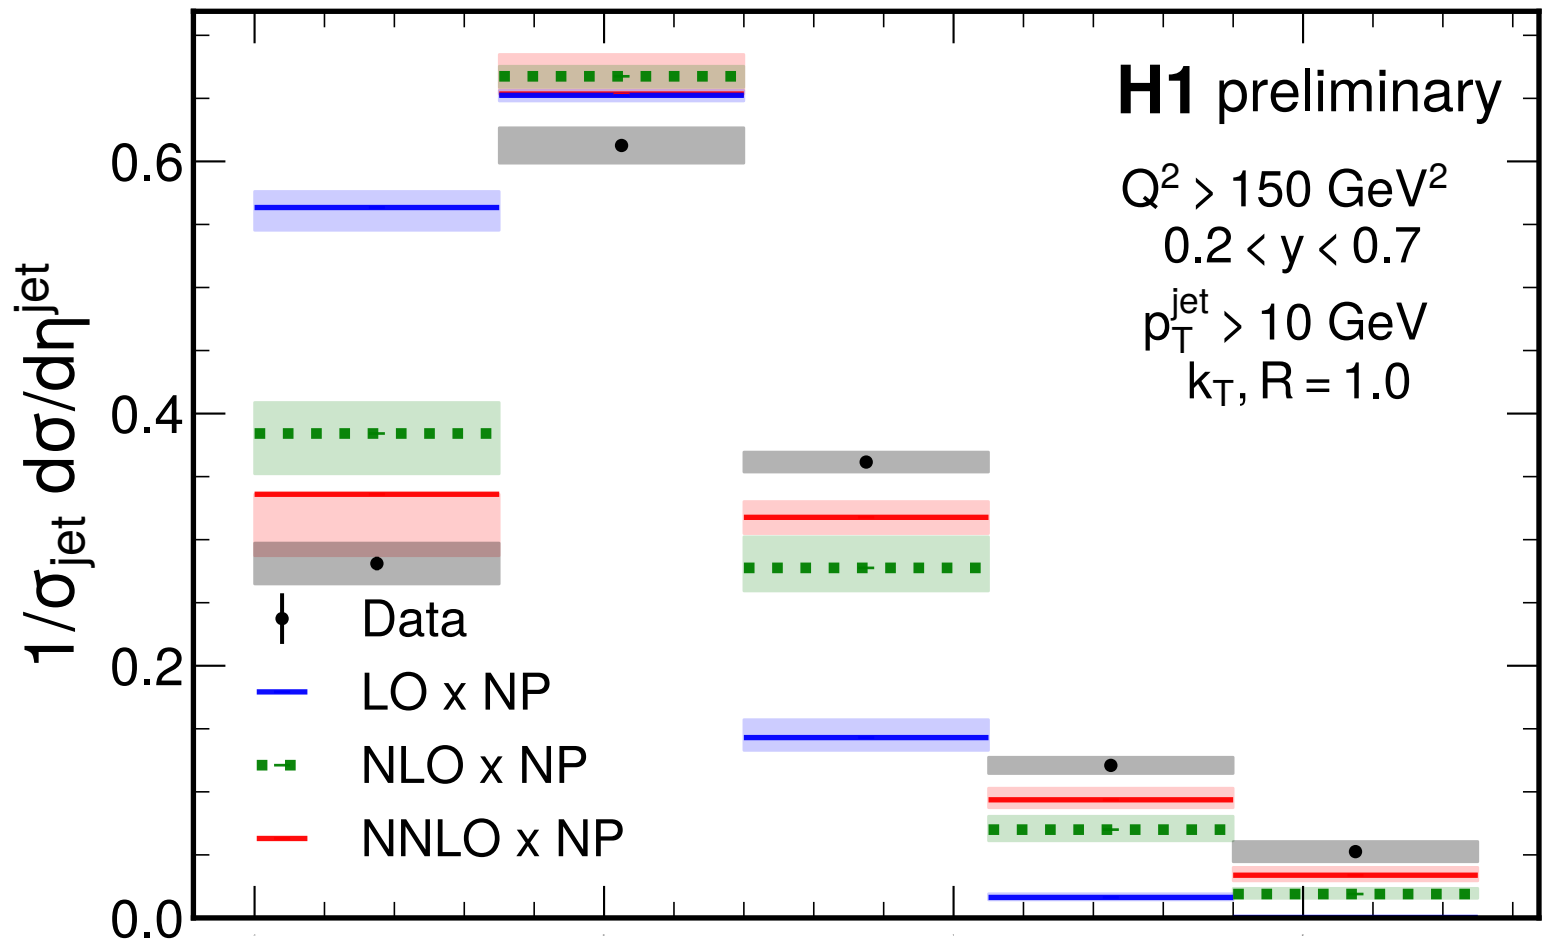 H1 preliminary
Q² > 150 GeV²
0.2 < y < 0.7
p_T^jet > 10 GeV
k_T, R = 1.0
1/σ_jet dσ/dη^jet
0.6
0.4
0.2
0.0
Data
LO x NP
NLO x NP
NNLO x NP